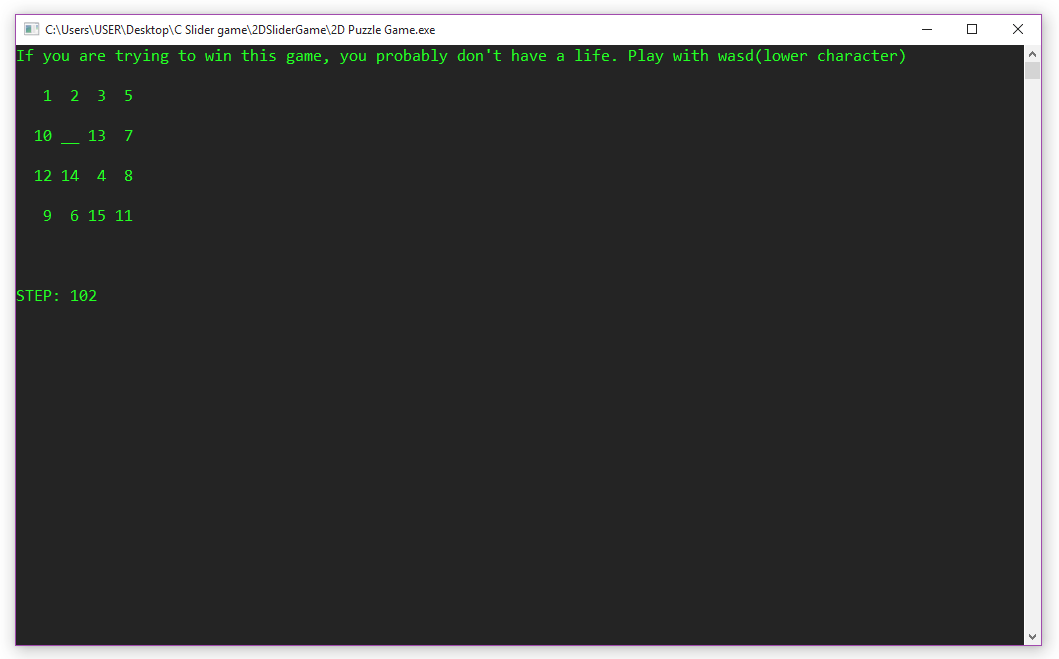 C:\Users\USER\Desktop\C Slider game\2DSliderGame\2D Puzzle Game.exe
If you are trying to win this game, you probably don't have a life. Play with wasd(lower character)
1 2 3 5
10 __ 13 7
12 14 4 8
9 6 15 11
STEP: 102